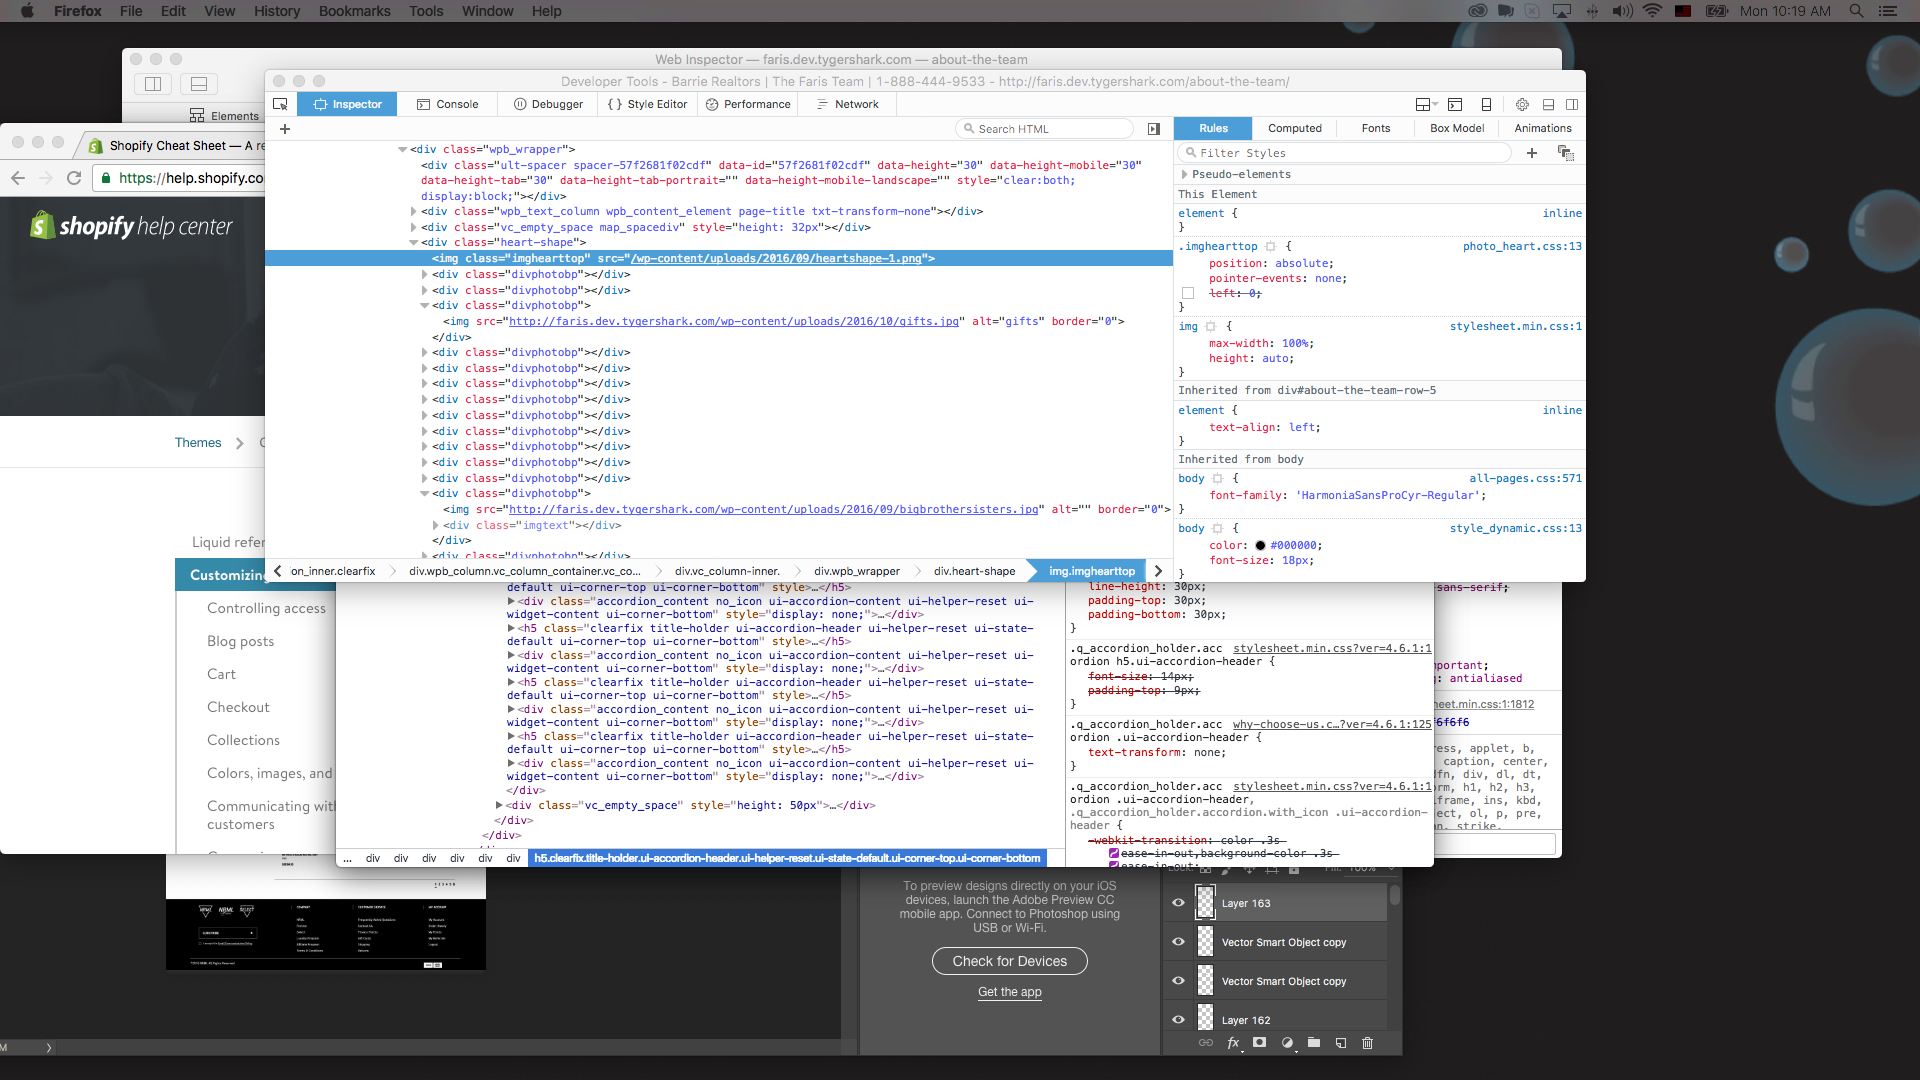 Firefox File Edit View History Bookmarks Tools Window Help
Mon 10:19 AM
Web Inspector — faris.dev.tygershark.com — about-the-team
Developer Tools - Barrie Realtors | The Faris Team | 1-888-444-9533 - http://faris.dev.tygershark.com/about-the-team/
Elements
Inspector Console Debugger { } Style Editor Performance Network
+ Search HTML
Rules Computed Fonts Box Model Animations
Filter Styles +
Shopify Cheat Sheet — A re
https://help.shopify.co
shopify help center
Themes
Liquid refer
Customizing
Controlling access
Blog posts
Cart
Checkout
Collections
Colors, images, and
Communicating with
customers
<div class="wpb_wrapper">
<div class="ult-spacer spacer-57f2681f02cdf" data-id="57f2681f02cdf" data-height="30" data-height-mobile="30"
data-height-tab="30" data-height-tab-portrait="" data-height-mobile-landscape="" style="clear:both;
display:block;"></div>
<div class="wpb_text_column wpb_content_element page-title txt-transform-none"></div>
<div class="vc_empty_space map_spacediv" style="height: 32px"></div>
<div class="heart-shape">
<img class="imghearttop" src="/wp-content/uploads/2016/09/heartshape-1.png">
<div class="divphotobp"></div>
<div class="divphotobp"></div>
<div class="divphotobp">
<img src="http://faris.dev.tygershark.com/wp-content/uploads/2016/10/gifts.jpg" alt="gifts" border="0">
</div>
<div class="divphotobp"></div>
<div class="divphotobp"></div>
<div class="divphotobp"></div>
<div class="divphotobp"></div>
<div class="divphotobp"></div>
<div class="divphotobp"></div>
<div class="divphotobp"></div>
<div class="divphotobp"></div>
<div class="divphotobp"></div>
<div class="divphotobp">
<img src="http://faris.dev.tygershark.com/wp-content/uploads/2016/09/bigbrothersisters.jpg" alt="" border="0">
<div class="imgtext"></div>
</div>
<div class="divphotobp"></div>
on_inner.clearfix div.wpb_column.vc_column_container.vc_co... div.vc_column-inner. div.wpb_wrapper div.heart-shape img.imghearttop
Pseudo-elements
This Element
element { inline
}
.imghearttop { photo_heart.css:13
position: absolute;
pointer-events: none;
left: 0;
}
img { stylesheet.min.css:1
max-width: 100%;
height: auto;
}
Inherited from div#about-the-team-row-5
element { inline
text-align: left;
}
Inherited from body
body { all-pages.css:571
font-family: 'HarmoniaSansProCyr-Regular';
}
body { style_dynamic.css:13
color: #000000;
font-size: 18px;
}
default ui-corner-top ui-corner-bottom" style>…</h5>
<div class="accordion_content no_icon ui-accordion-content ui-helper-reset ui-
widget-content ui-corner-bottom" style="display: none;">…</div>
<h5 class="clearfix title-holder ui-accordion-header ui-helper-reset ui-state-
default ui-corner-top ui-corner-bottom" style>…</h5>
<div class="accordion_content no_icon ui-accordion-content ui-helper-reset ui-
widget-content ui-corner-bottom" style="display: none;">…</div>
<h5 class="clearfix title-holder ui-accordion-header ui-helper-reset ui-state-
default ui-corner-top ui-corner-bottom" style>…</h5>
<div class="accordion_content no_icon ui-accordion-content ui-helper-reset ui-
widget-content ui-corner-bottom" style="display: none;">…</div>
<h5 class="clearfix title-holder ui-accordion-header ui-helper-reset ui-state-
default ui-corner-top ui-corner-bottom" style>…</h5>
<div class="accordion_content no_icon ui-accordion-content ui-helper-reset ui-
widget-content ui-corner-bottom" style="display: none;">…</div>
</div>
<div class="vc_empty_space" style="height: 50px">…</div>
</div>
</div>
... div div div div div div h5.clearfix.title-holder.ui-accordion-header.ui-helper-reset.ui-state-default.ui-corner-top.ui-corner-bottom
line-height: 30px;
padding-top: 30px;
padding-bottom: 30px;
}
.q_accordion_holder.acc stylesheet.min.css?ver=4.6.1:1
ordion h5.ui-accordion-header {
font-size: 14px;
padding-top: 9px;
}
.q_accordion_holder.acc why-choose-us.c…?ver=4.6.1:125
ordion .ui-accordion-header {
text-transform: none;
}
.q_accordion_holder.acc stylesheet.min.css?ver=4.6.1:1
ordion .ui-accordion-header,
.q_accordion_holder.accordion.with_icon .ui-accordion-
header {
-webkit-transition: color .3s
ease-in-out,background-color .3s
ease-in-out;
sans-serif;
portant;
g: antialiased
eet.min.css:1:1812
f6f6f6
ress, applet, b,
caption, center,
dfn, div, dl, dt,
orm, h1, h2, h3,
iframe, ins, kbd,
ect, ol, p, pre,
an, strike,
To preview designs directly on your iOS
devices, launch the Adobe Preview CC
mobile app. Connect to Photoshop using
USB or Wi-Fi.
Check for Devices
Get the app
Lock: Fill: 100%
Layer 163
Vector Smart Object copy
Vector Smart Object copy
Layer 162
fx
M